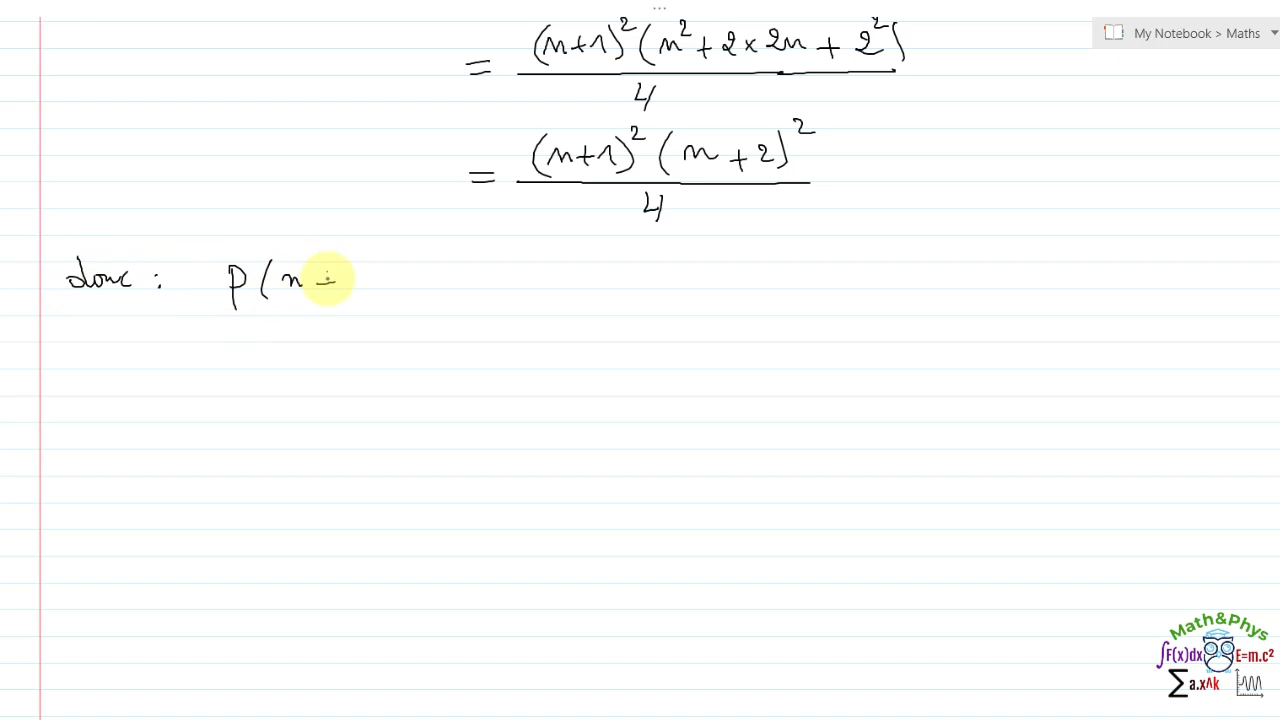 ...
My Notebook > Maths
= (n+1)²(n² + 2 × 2n + 2²) / 4
= (n+1)² (n + 2)² / 4
donc : P(n +
Math&Phys
∫F(x)dx E=m.c²
∑ a.x^k